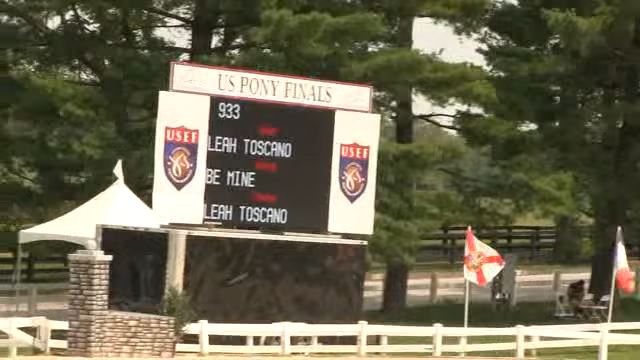 US PONY FINALS
933
LEAH TOSCANO
BE MINE
LEAH TOSCANO
USEF
USEF